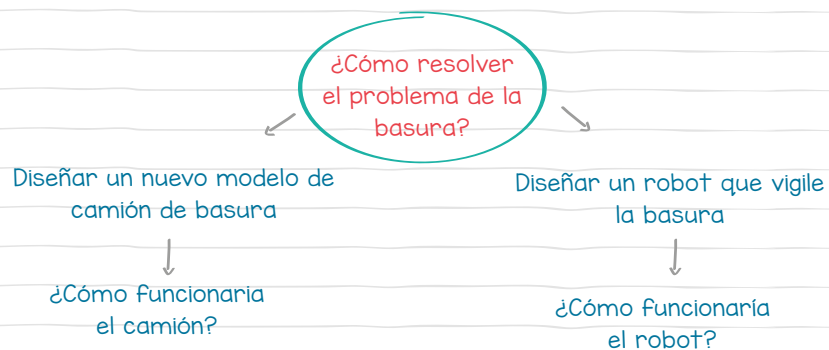 ¿Cómo resolver
el problema de la
basura?
Diseñar un nuevo modelo de
camión de basura
¿Cómo funcionaria
el camión?
Diseñar un robot que vigile
la basura
¿Cómo funcionaría
el robot?